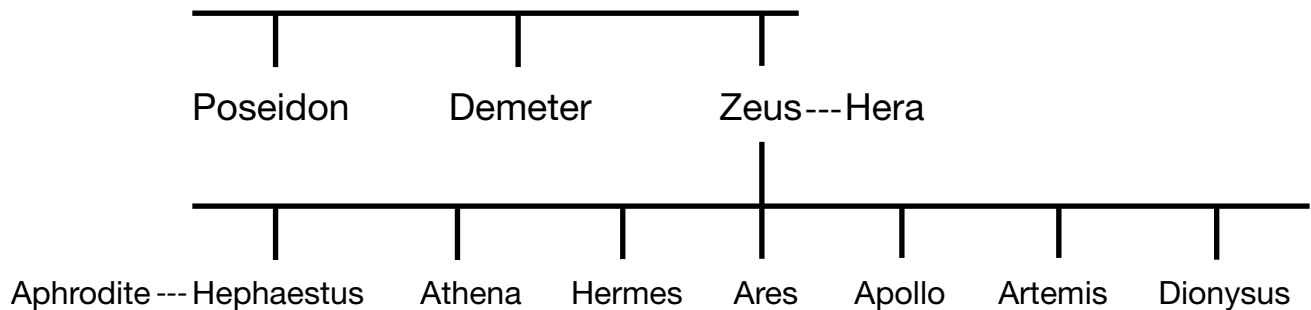 Poseidon Demeter Zeus---Hera
Aphrodite---Hephaestus Athena Hermes Ares Apollo Artemis Dionysus